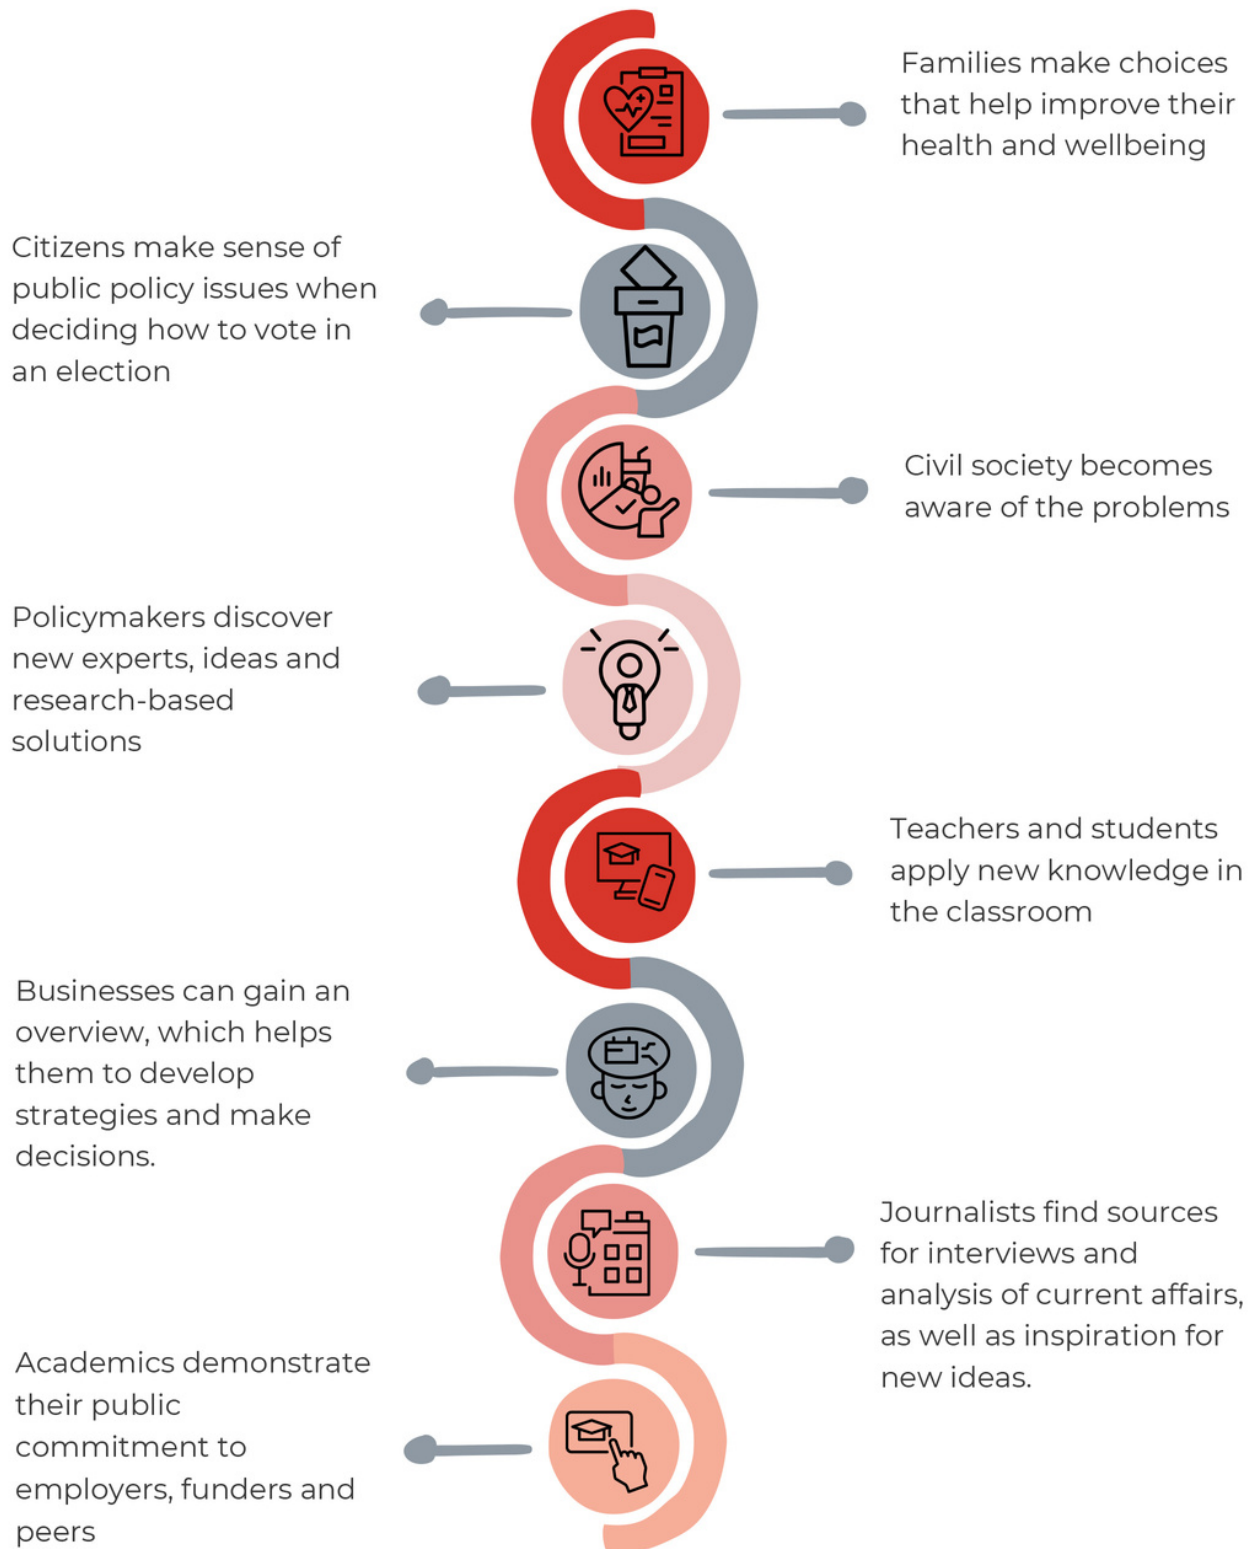 Families make choices
that help improve their
health and wellbeing
Citizens make sense of
public policy issues when
deciding how to vote in
an election
Civil society becomes
aware of the problems
Policymakers discover
new experts, ideas and
research-based
solutions
Teachers and students
apply new knowledge in
the classroom
Businesses can gain an
overview, which helps
them to develop
strategies and make
decisions.
Journalists find sources
for interviews and
analysis of current affairs,
as well as inspiration for
new ideas.
Academics demonstrate
their public
commitment to
employers, funders and
peers